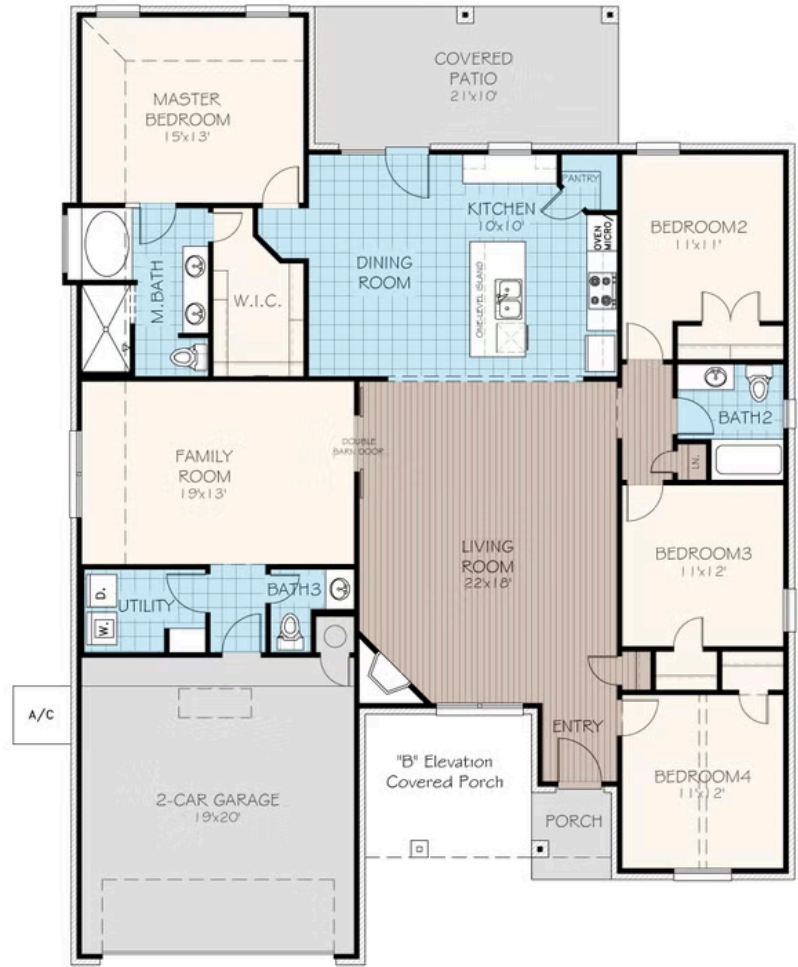 COVERED
PATIO
21'x10'
MASTER
BEDROOM
15'x13'
PANTRY
KITCHEN
10'x10'
OVEN
MICRO/
BEDROOM2
11'x11'
DINING
ROOM
ONE-LEVEL ISLAND
M.BATH
W.I.C.
BATH2
LN.
DOUBLE
BARN DOOR
FAMILY
ROOM
19'x13'
LIVING
ROOM
22'x18'
BEDROOM3
11'x12'
D.
UTILITY
W.
BATH3
A/C
ENTRY
"B" Elevation
Covered Porch
BEDROOM4
11'x12'
2-CAR GARAGE
19'x20'
PORCH